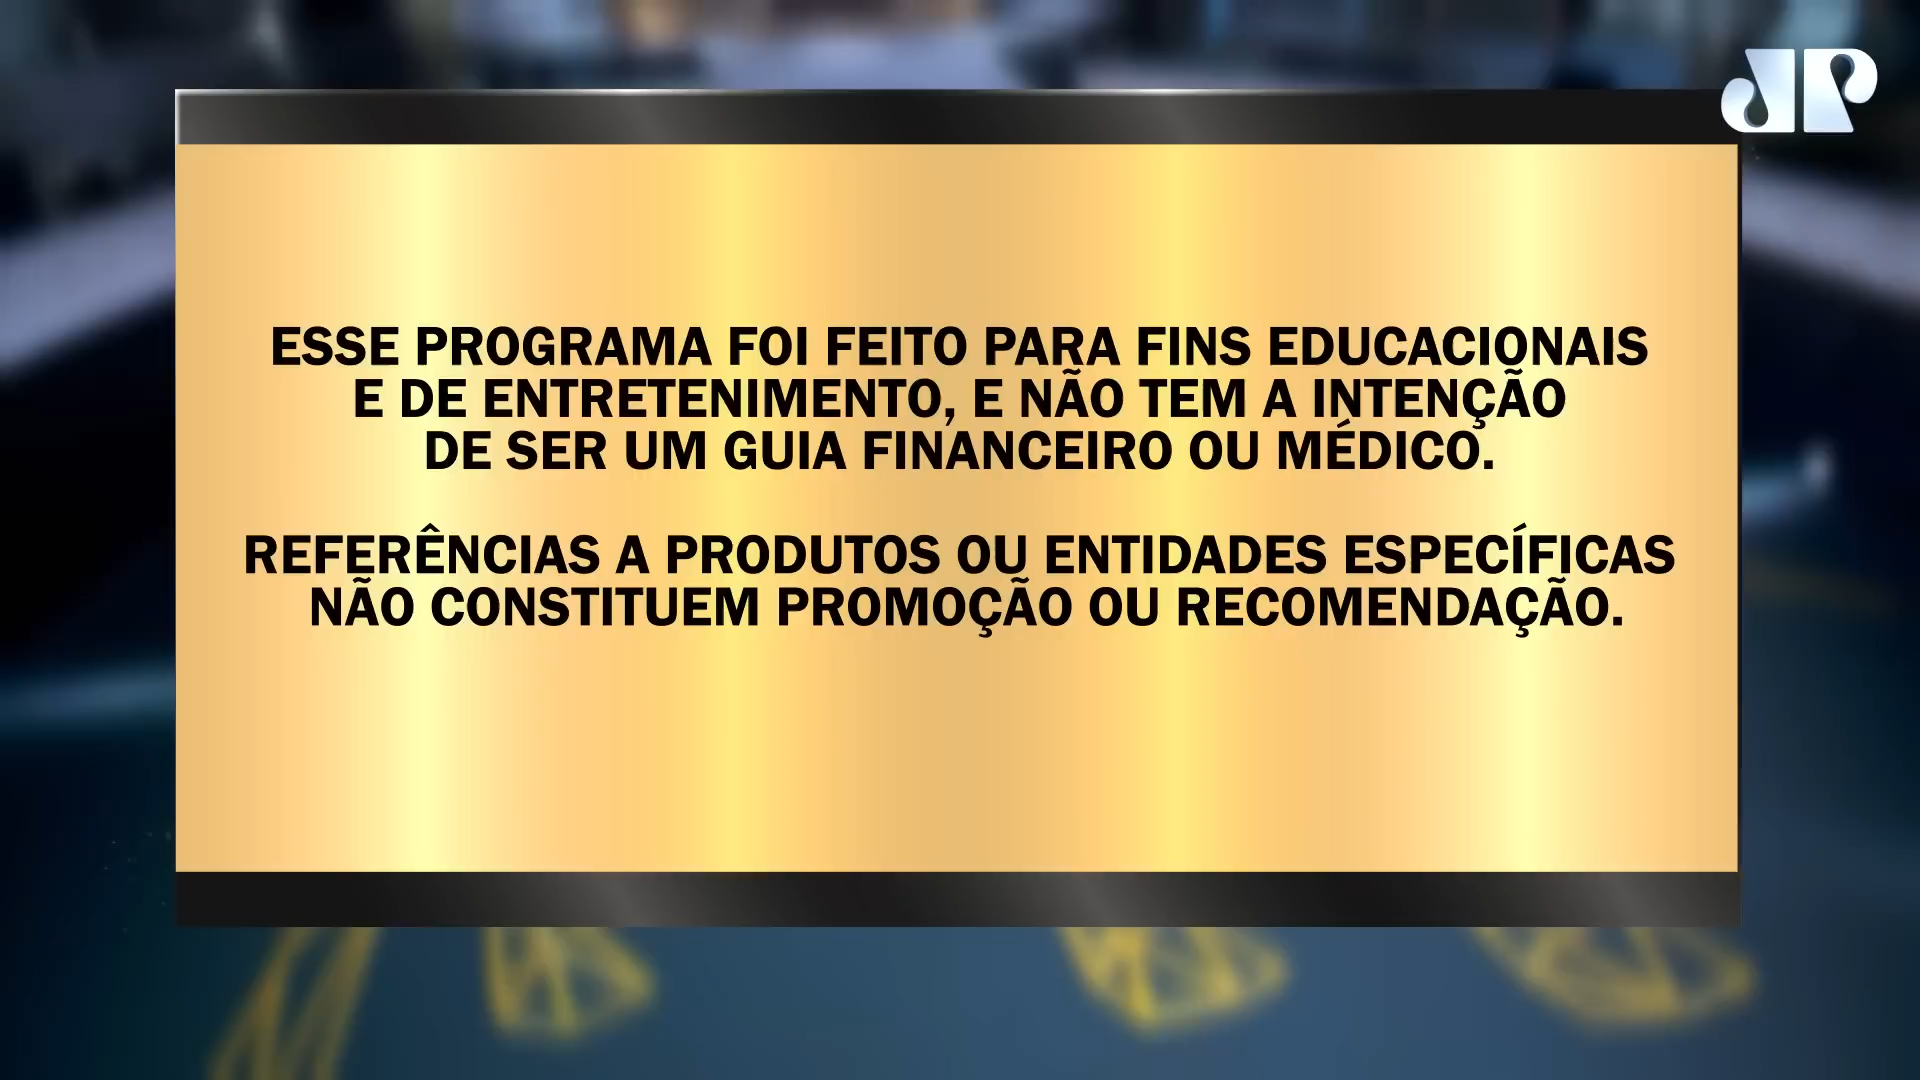 JP
ESSE PROGRAMA FOI FEITO PARA FINS EDUCACIONAIS
E DE ENTRETENIMENTO, E NÃO TEM A INTENÇÃO
DE SER UM GUIA FINANCEIRO OU MÉDICO.
REFERÊNCIAS A PRODUTOS OU ENTIDADES ESPECÍFICAS
NÃO CONSTITUEM PROMOÇÃO OU RECOMENDAÇÃO.